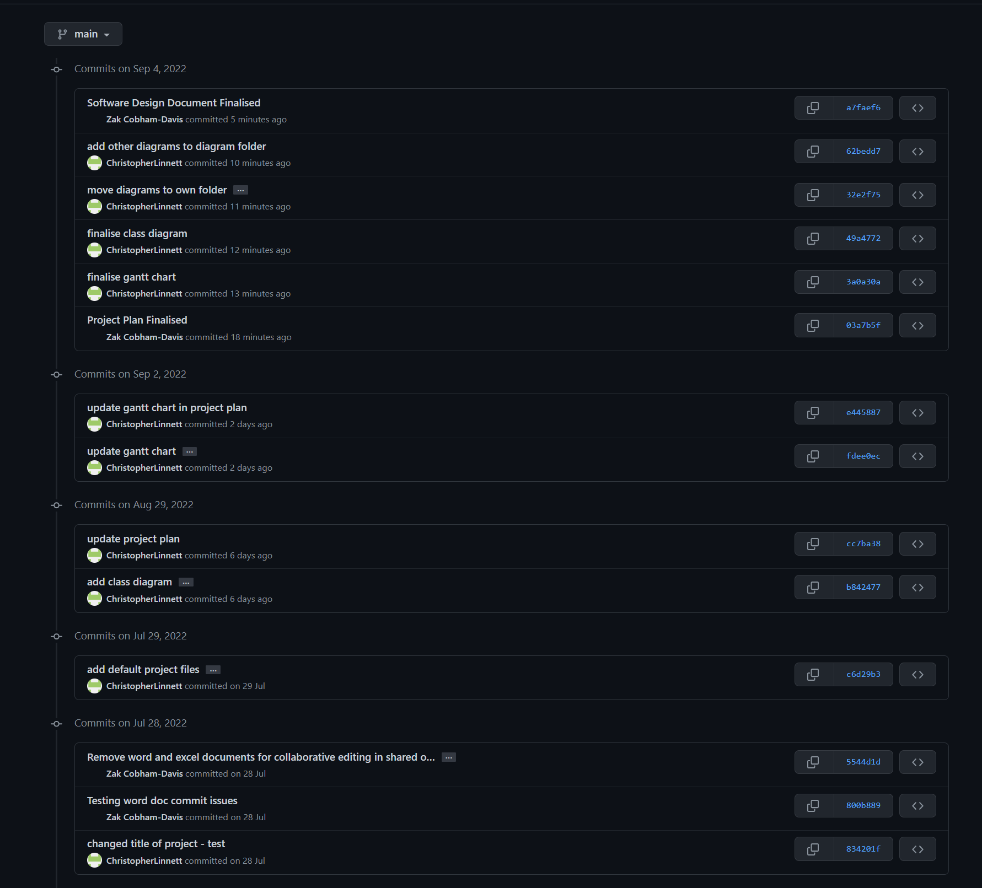 main
Commits on Sep 4, 2022
Software Design Document Finalised
a7faef6
Zak Cobham-Davis committed 5 minutes ago
add other diagrams to diagram folder
62bedd7
ChristopherLinnett committed 10 minutes ago
move diagrams to own folder ...
32e2f75
ChristopherLinnett committed 11 minutes ago
finalise class diagram
49a4772
ChristopherLinnett committed 12 minutes ago
finalise gantt chart
3a0a30a
ChristopherLinnett committed 13 minutes ago
Project Plan Finalised
03a7b5f
Zak Cobham-Davis committed 18 minutes ago
Commits on Sep 2, 2022
update gantt chart in project plan
e445887
ChristopherLinnett committed 2 days ago
update gantt chart ...
fdee0ec
ChristopherLinnett committed 2 days ago
Commits on Aug 29, 2022
update project plan
cc7ba38
ChristopherLinnett committed 6 days ago
add class diagram ...
b842477
ChristopherLinnett committed 6 days ago
Commits on Jul 29, 2022
add default project files ...
c6d29b3
ChristopherLinnett committed on 29 Jul
Commits on Jul 28, 2022
Remove word and excel documents for collaborative editing in shared o... ...
5544d1d
Zak Cobham-Davis committed on 28 Jul
Testing word doc commit issues
800b889
Zak Cobham-Davis committed on 28 Jul
changed title of project - test
834201f
ChristopherLinnett committed on 28 Jul